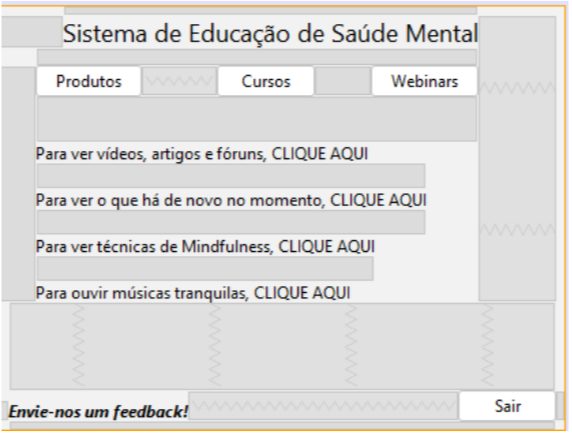 Sistema de Educação de Saúde Mental
Produtos Cursos Webinars
Para ver vídeos, artigos e fóruns, CLIQUE AQUI
Para ver o que há de novo no momento, CLIQUE AQUI
Para ver técnicas de Mindfulness, CLIQUE AQUI
Para ouvir músicas tranquilas, CLIQUE AQUI
Envie-nos um feedback! Sair